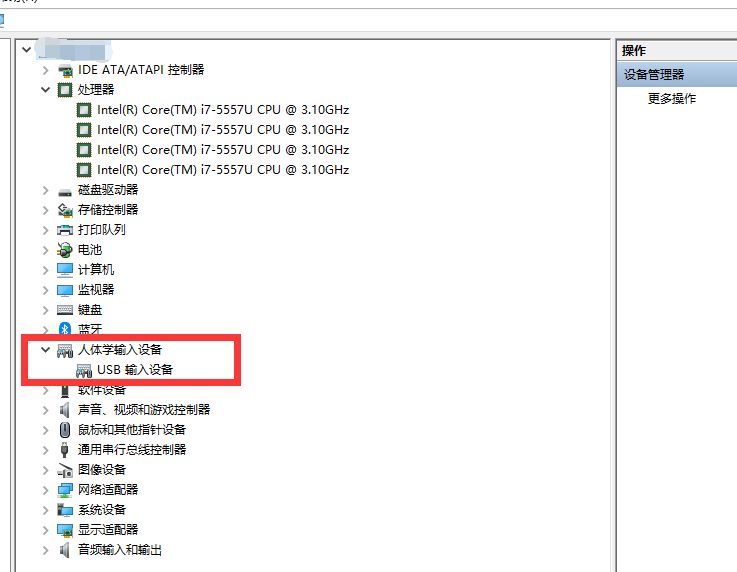 操作
设备管理器
更多操作
IDE ATA/ATAPI 控制器
处理器
Intel(R) Core(TM) i7-5557U CPU @ 3.10GHz
Intel(R) Core(TM) i7-5557U CPU @ 3.10GHz
Intel(R) Core(TM) i7-5557U CPU @ 3.10GHz
Intel(R) Core(TM) i7-5557U CPU @ 3.10GHz
磁盘驱动器
存储控制器
打印队列
电池
计算机
监视器
键盘
蓝牙
人体学输入设备
USB 输入设备
软件设备
声音、视频和游戏控制器
鼠标和其他指针设备
通用串行总线控制器
图像设备
网络适配器
系统设备
显示适配器
音频输入和输出